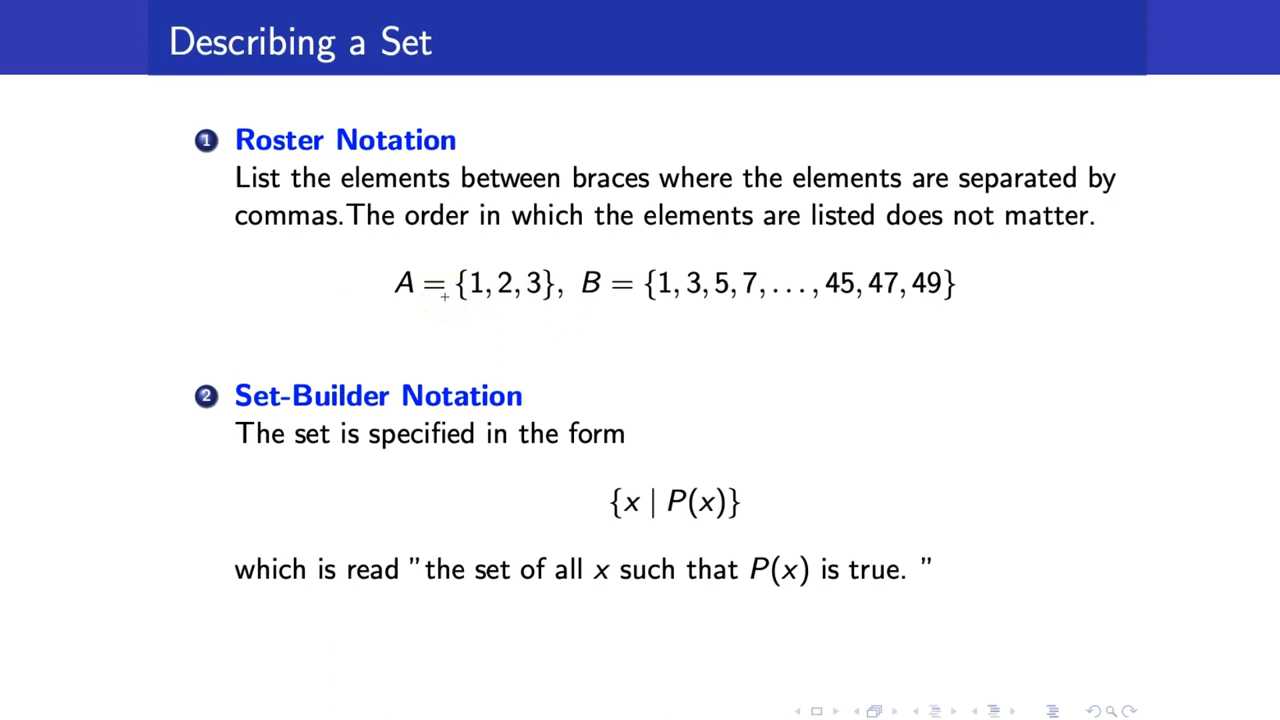 Describing a Set
1 Roster Notation
List the elements between braces where the elements are separated by
commas.The order in which the elements are listed does not matter.
A = {1, 2, 3}, B = {1, 3, 5, 7, . . . , 45, 47, 49}
2 Set-Builder Notation
The set is specified in the form
{x | P(x)}
which is read ”the set of all x such that P(x) is true. ”